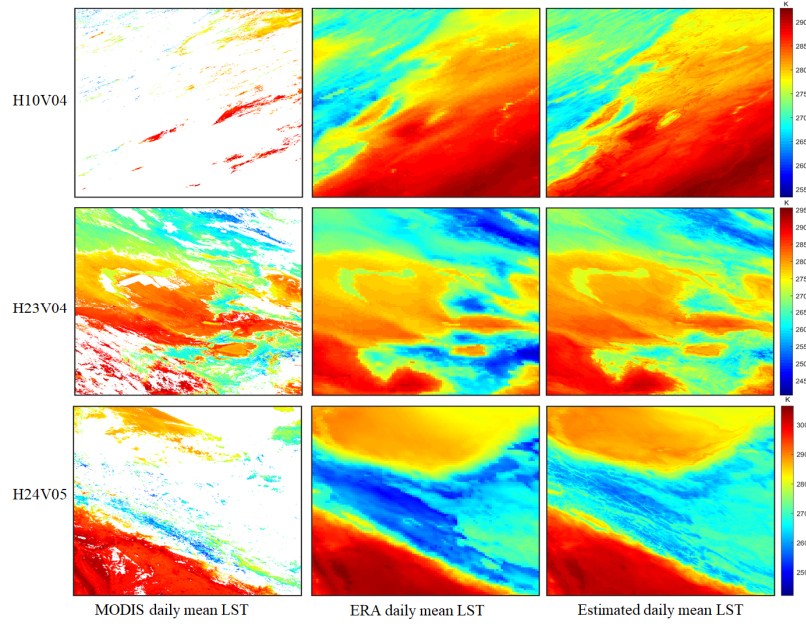 K
H10V04
290
285
280
275
270
265
260
255
K
H23V04
295
290
285
280
275
270
265
260
255
250
245
K
H24V05
300
290
280
270
260
250
MODIS daily mean LST
ERA daily mean LST
Estimated daily mean LST